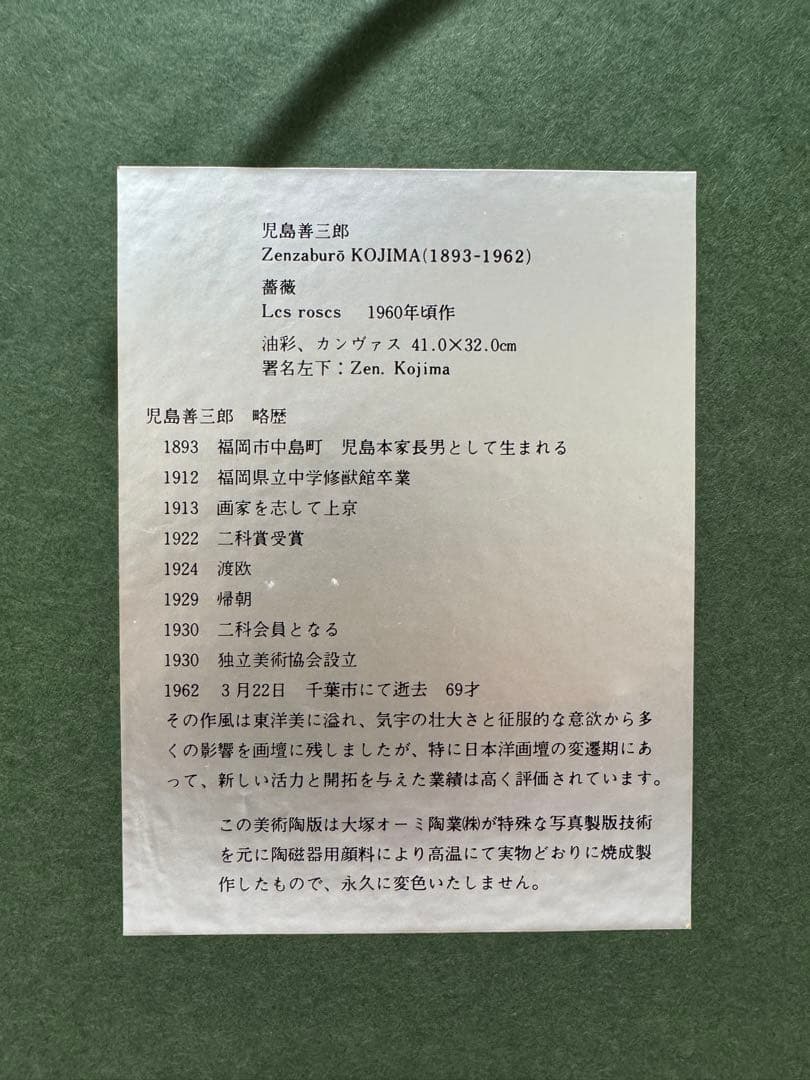 児島善三郎
Zenzaburō KOJIMA(1893-1962)
薔薇
Lcs roscs 1960年頃作
油彩、カンヴァス 41.0×32.0cm
署名左下：Zen. Kojima
児島善三郎 略歴
1893 福岡市中島町 児島本家長男として生まれる
1912 福岡県立中学修猷館卒業
1913 画家を志して上京
1922 二科賞受賞
1924 渡欧
1929 帰朝
1930 二科会員となる
1930 独立美術協会設立
1962 3月22日 千葉市にて逝去 69才
その作風は東洋美に溢れ、気宇の壮大さと征服的な意欲から多
くの影響を画壇に残しましたが、特に日本洋画壇の変遷期にあ
って、新しい活力と開拓を与えた業績は高く評価されています。
この美術陶版は大塚オーミ陶業㈱が特殊な写真製版技術
を元に陶磁器用顔料により高温にて実物どおりに焼成製
作したもので、永久に変色いたしません。